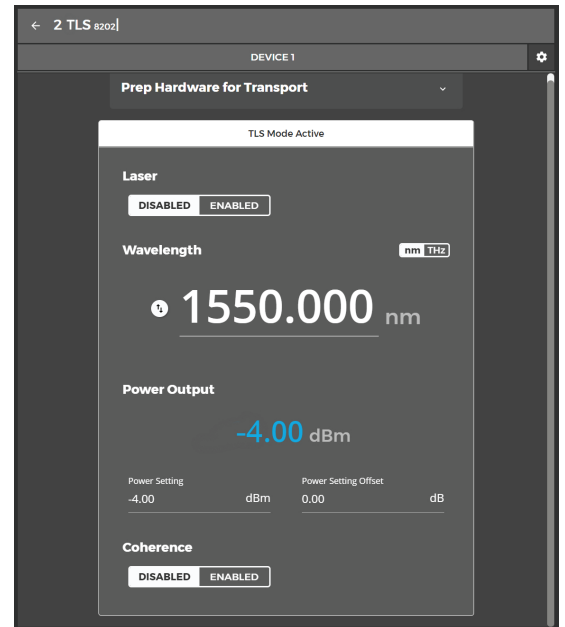 2 TLS 8202
DEVICE 1
Prep Hardware for Transport
TLS Mode Active
Laser
DISABLED ENABLED
Wavelength nm THz
1550.000 nm
Power Output
-4.00 dBm
Power Setting Power Setting Offset
-4.00 dBm 0.00 dB
Coherence
DISABLED ENABLED